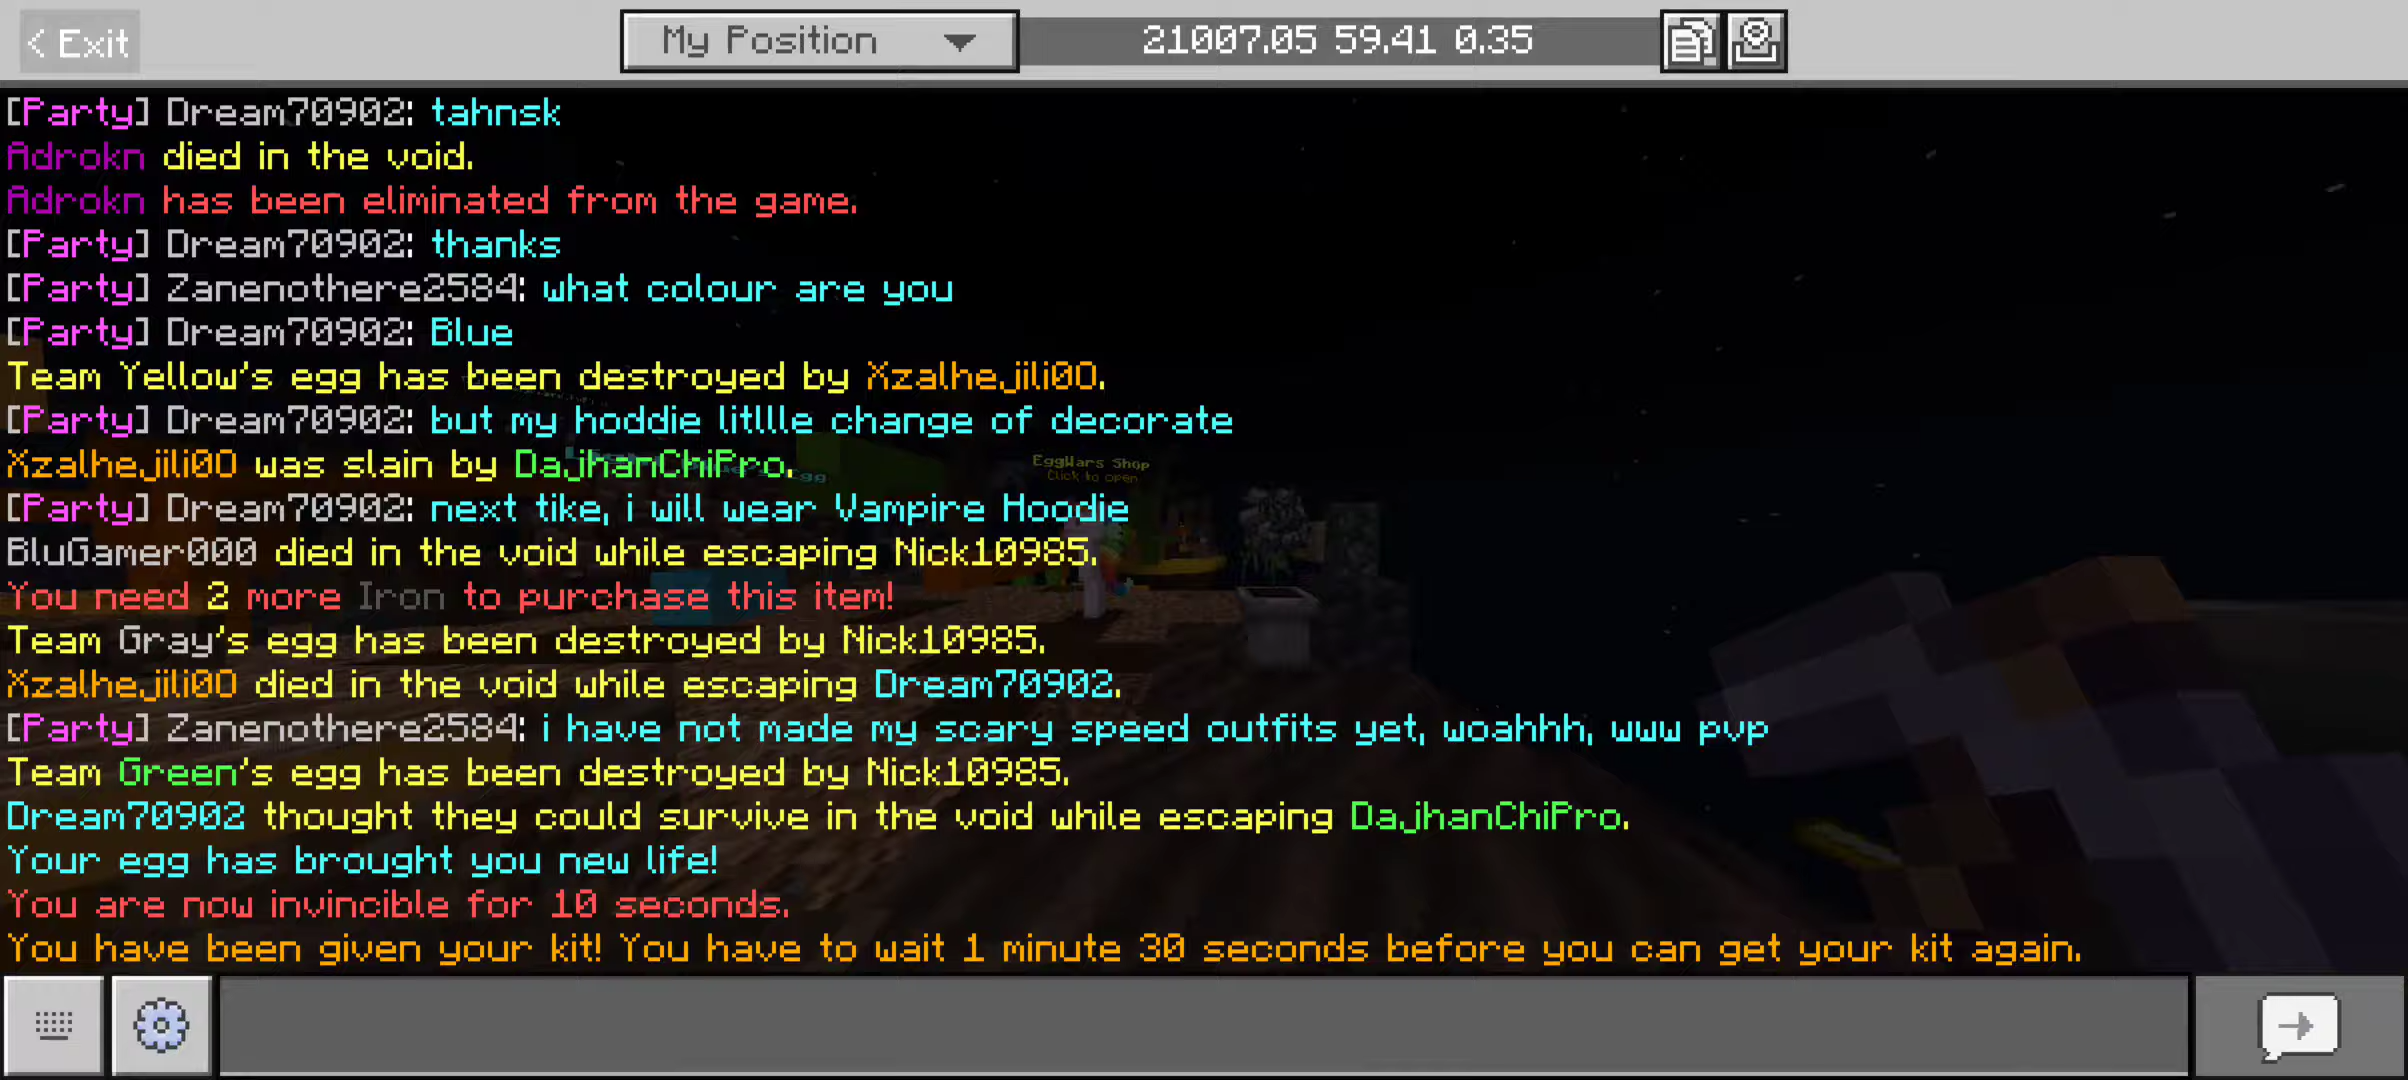 < Exit
My Position
21007.05 59.41 0.35
[Party] Dream70902: tahnsk
Adrokn died in the void.
Adrokn has been eliminated from the game.
[Party] Dream70902: thanks
[Party] Zanenothere2584: what colour are you
[Party] Dream70902: Blue
Team Yellow's egg has been destroyed by Xzalhejili0O.
[Party] Dream70902: but my hoddie litllle change of decorate
Xzalhejili0O was slain by DajhanChiPro.
EggWars Shop
Click to open
[Party] Dream70902: next tike, i will wear Vampire Hoodie
BluGamer000 died in the void while escaping Nick10985.
You need 2 more Iron to purchase this item!
Team Gray's egg has been destroyed by Nick10985.
Xzalhejili0O died in the void while escaping Dream70902.
[Party] Zanenothere2584: i have not made my scary speed outfits yet, woahhh, www pvp
Team Green's egg has been destroyed by Nick10985.
Dream70902 thought they could survive in the void while escaping DajhanChiPro.
Your egg has brought you new life!
You are now invincible for 10 seconds.
You have been given your kit! You have to wait 1 minute 30 seconds before you can get your kit again.